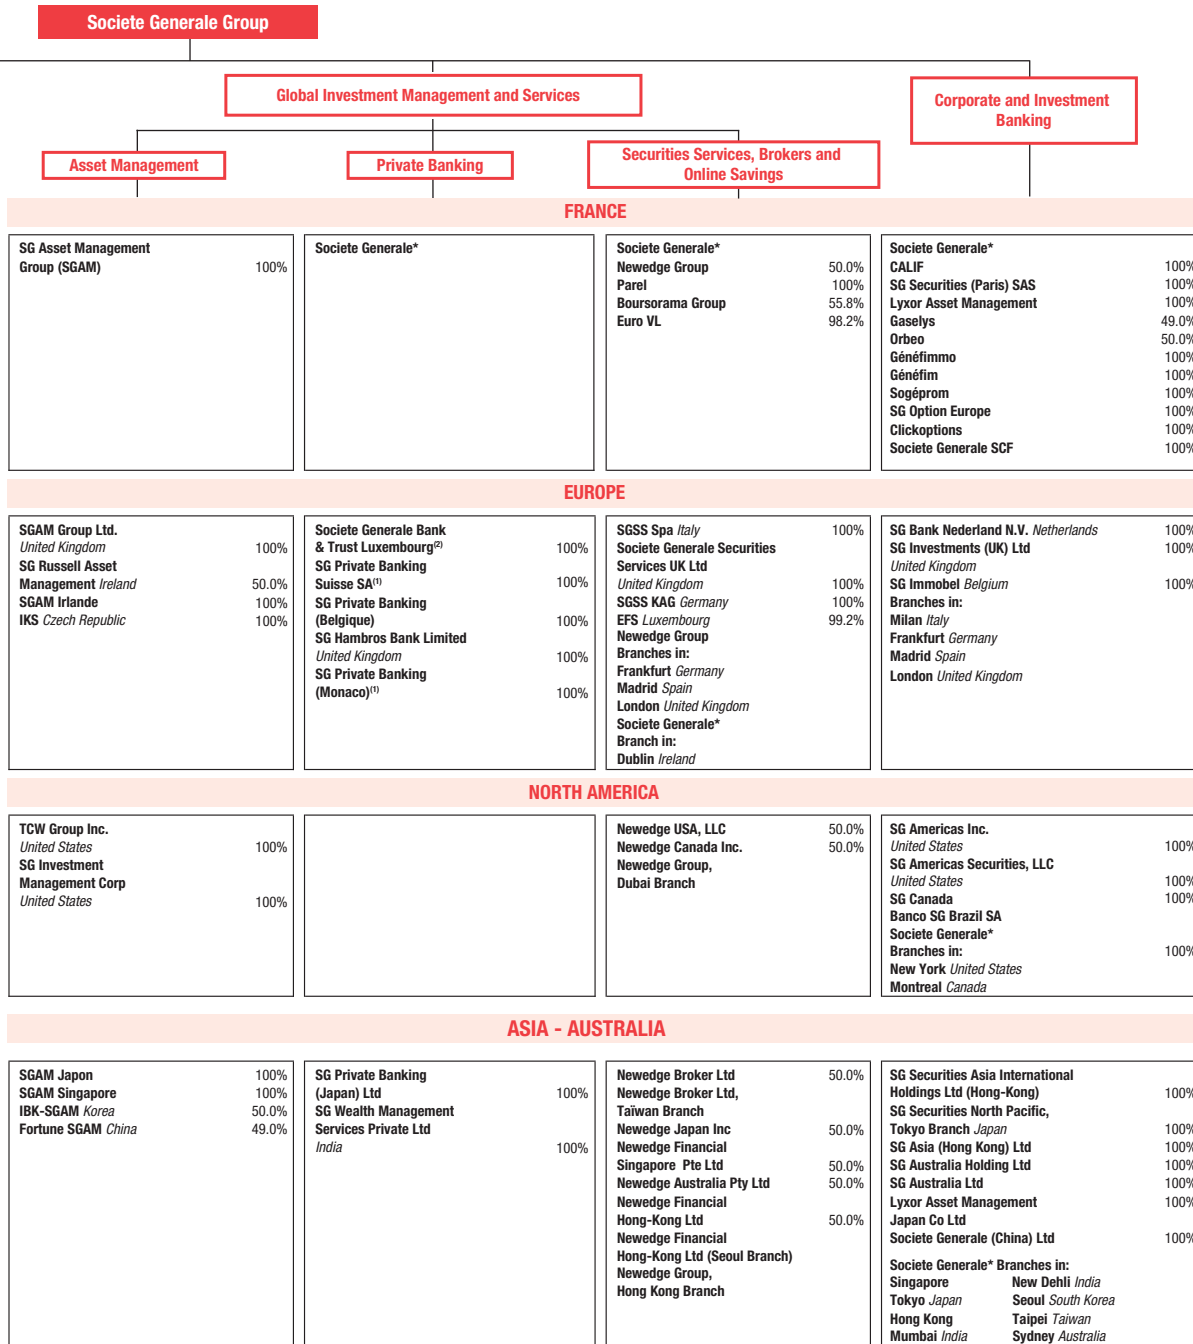 Societe Generale Group
Global Investment Management and Services
Corporate and Investment
Banking
Asset Management
Private Banking
Securities Services, Brokers and
Online Savings
FRANCE
SG Asset Management
Group (SGAM) 100%
Societe Generale*
Societe Generale*
Newedge Group 50.0%
Parel 100%
Boursorama Group 55.8%
Euro VL 98.2%
Societe Generale*
CALIF 100%
SG Securities (Paris) SAS 100%
Lyxor Asset Management 100%
Gaselys 49.0%
Orbeo 50.0%
Généfimmo 100%
Généfim 100%
Sogéprom 100%
SG Option Europe 100%
Clickoptions 100%
Societe Generale SCF 100%
EUROPE
SGAM Group Ltd.
United Kingdom 100%
SG Russell Asset
Management Ireland 50.0%
SGAM Irlande 100%
IKS Czech Republic 100%
Societe Generale Bank
& Trust Luxembourg(2) 100%
SG Private Banking
Suisse SA(1) 100%
SG Private Banking
(Belgique) 100%
SG Hambros Bank Limited
United Kingdom 100%
SG Private Banking
(Monaco)(1) 100%
SGSS Spa Italy 100%
Societe Generale Securities
Services UK Ltd
United Kingdom 100%
SGSS KAG Germany 100%
EFS Luxembourg 99.2%
Newedge Group
Branches in:
Frankfurt Germany
Madrid Spain
London United Kingdom
Societe Generale*
Branch in:
Dublin Ireland
SG Bank Nederland N.V. Netherlands 100%
SG Investments (UK) Ltd 100%
United Kingdom
SG Immobel Belgium 100%
Branches in:
Milan Italy
Frankfurt Germany
Madrid Spain
London United Kingdom
NORTH AMERICA
TCW Group Inc.
United States 100%
SG Investment
Management Corp
United States 100%
Newedge USA, LLC 50.0%
Newedge Canada Inc. 50.0%
Newedge Group,
Dubai Branch
SG Americas Inc.
United States 100%
SG Americas Securities, LLC
United States 100%
SG Canada 100%
Banco SG Brazil SA
Societe Generale*
Branches in: 100%
New York United States
Montreal Canada
ASIA - AUSTRALIA
SGAM Japon 100%
SGAM Singapore 100%
IBK-SGAM Korea 50.0%
Fortune SGAM China 49.0%
SG Private Banking
(Japan) Ltd 100%
SG Wealth Management
Services Private Ltd
India 100%
Newedge Broker Ltd 50.0%
Newedge Broker Ltd,
Taïwan Branch
Newedge Japan Inc 50.0%
Newedge Financial
Singapore Pte Ltd 50.0%
Newedge Australia Pty Ltd 50.0%
Newedge Financial
Hong-Kong Ltd 50.0%
Newedge Financial
Hong-Kong Ltd (Seoul Branch)
Newedge Group,
Hong Kong Branch
SG Securities Asia International
Holdings Ltd (Hong-Kong) 100%
SG Securities North Pacific,
Tokyo Branch Japan 100%
SG Asia (Hong Kong) Ltd 100%
SG Australia Holding Ltd 100%
SG Australia Ltd 100%
Lyxor Asset Management 100%
Japan Co Ltd
Societe Generale (China) Ltd 100%
Societe Generale* Branches in:
Singapore New Dehli India
Tokyo Japan Seoul South Korea
Hong Kong Taipei Taiwan
Mumbai India Sydney Australia